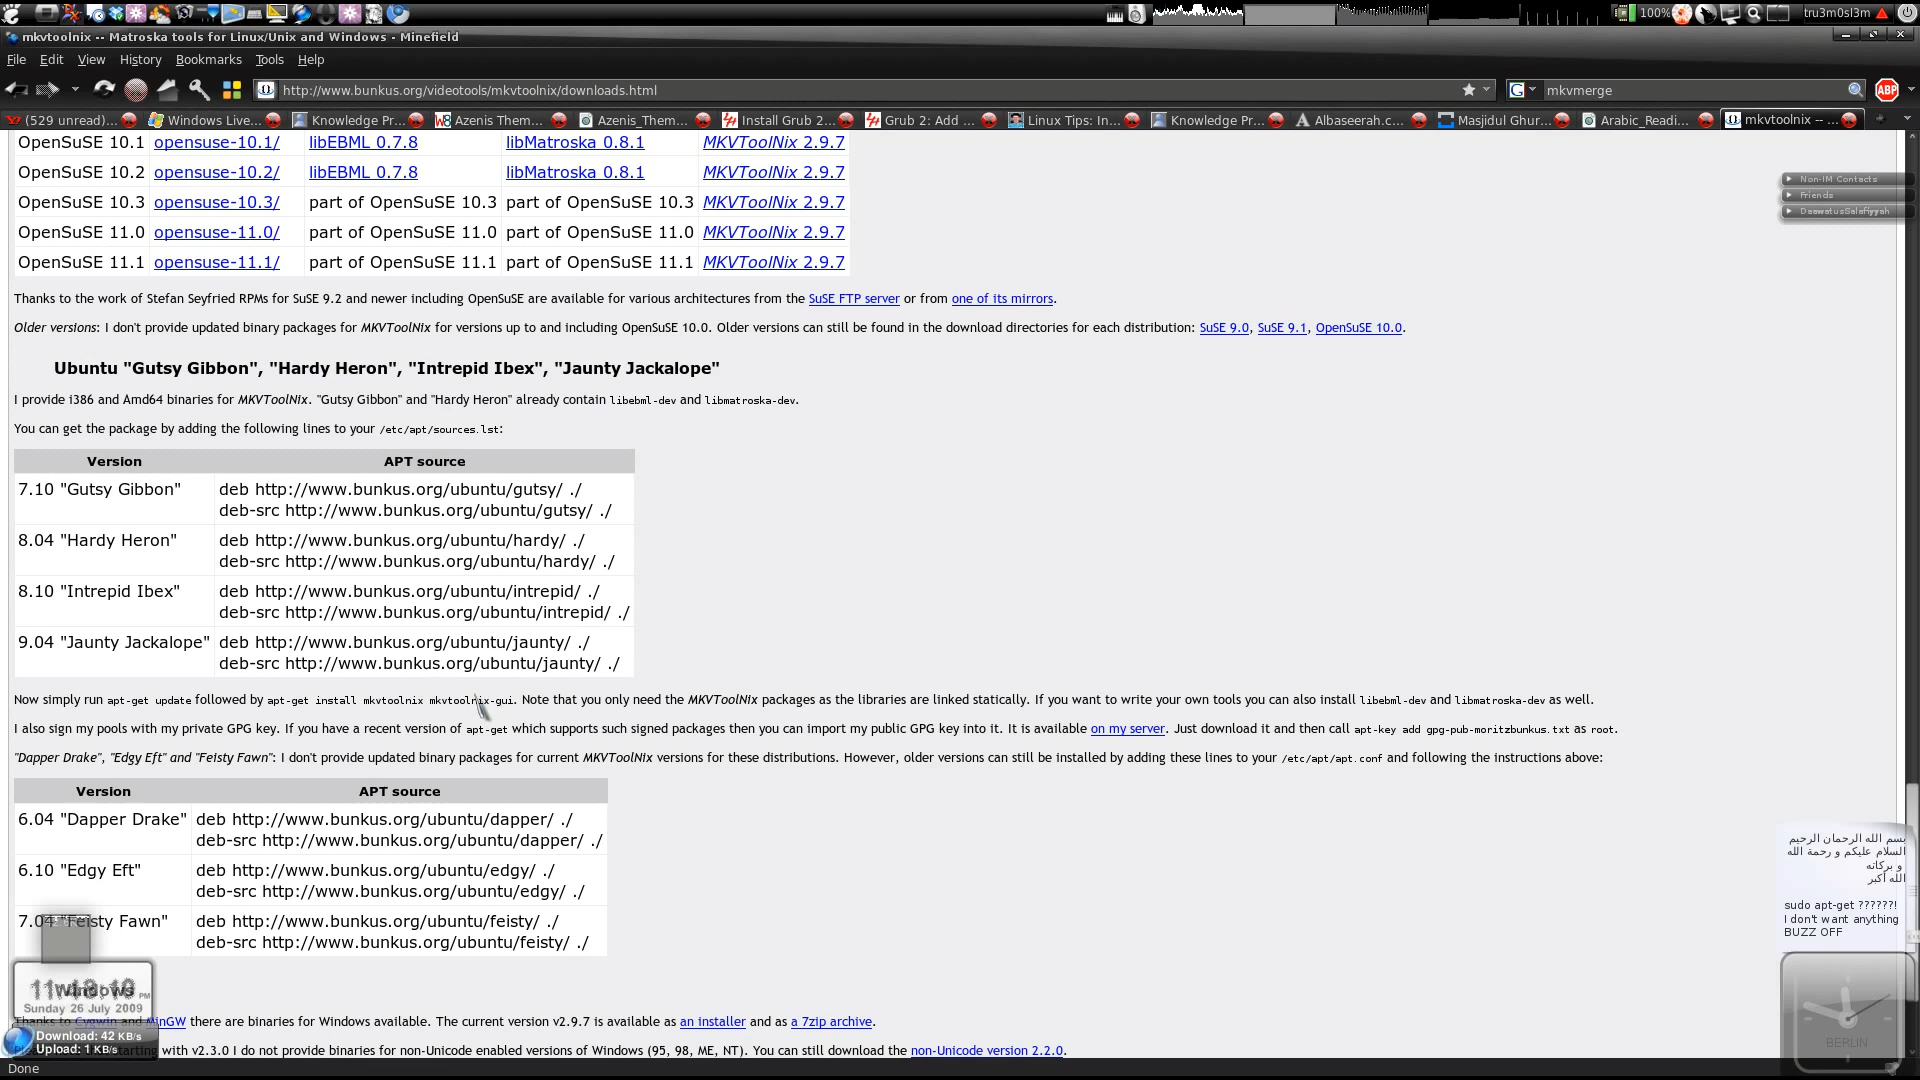 100%
tru3m0sl3m
mkvtoolnix -- Matroska tools for Linux/Unix and Windows - Minefield
File Edit View History Bookmarks Tools Help
http://www.bunkus.org/videotools/mkvtoolnix/downloads.html
mkvmerge
ABP
(529 unread)...
Windows Live...
Knowledge Pr...
Azenis Them...
Azenis_Them...
Install Grub 2...
Grub 2: Add ...
Linux Tips: In...
Knowledge Pr...
Albaseerah.c...
Masjidul Ghur...
Arabic_Readi...
mkvtoolnix -- ...
OpenSuSE 10.1 opensuse-10.1/ libEBML 0.7.8 libMatroska 0.8.1 MKVToolNix 2.9.7
OpenSuSE 10.2 opensuse-10.2/ libEBML 0.7.8 libMatroska 0.8.1 MKVToolNix 2.9.7
OpenSuSE 10.3 opensuse-10.3/ part of OpenSuSE 10.3 part of OpenSuSE 10.3 MKVToolNix 2.9.7
OpenSuSE 11.0 opensuse-11.0/ part of OpenSuSE 11.0 part of OpenSuSE 11.0 MKVToolNix 2.9.7
OpenSuSE 11.1 opensuse-11.1/ part of OpenSuSE 11.1 part of OpenSuSE 11.1 MKVToolNix 2.9.7
Non-IM Contacts
Friends
DaawatusSalafiyyah
Thanks to the work of Stefan Seyfried RPMs for SuSE 9.2 and newer including OpenSuSE are available for various architectures from the SuSE FTP server or from one of its mirrors.
Older versions: I don't provide updated binary packages for MKVToolNix for versions up to and including OpenSuSE 10.0. Older versions can still be found in the download directories for each distribution: SuSE 9.0, SuSE 9.1, OpenSuSE 10.0.
Ubuntu "Gutsy Gibbon", "Hardy Heron", "Intrepid Ibex", "Jaunty Jackalope"
I provide i386 and Amd64 binaries for MKVToolNix. "Gutsy Gibbon" and "Hardy Heron" already contain libebml-dev and libmatroska-dev.
You can get the package by adding the following lines to your /etc/apt/sources.lst:
Version APT source
7.10 "Gutsy Gibbon" deb http://www.bunkus.org/ubuntu/gutsy/ ./
deb-src http://www.bunkus.org/ubuntu/gutsy/ ./
8.04 "Hardy Heron" deb http://www.bunkus.org/ubuntu/hardy/ ./
deb-src http://www.bunkus.org/ubuntu/hardy/ ./
8.10 "Intrepid Ibex" deb http://www.bunkus.org/ubuntu/intrepid/ ./
deb-src http://www.bunkus.org/ubuntu/intrepid/ ./
9.04 "Jaunty Jackalope" deb http://www.bunkus.org/ubuntu/jaunty/ ./
deb-src http://www.bunkus.org/ubuntu/jaunty/ ./
Now simply run apt-get update followed by apt-get install mkvtoolnix mkvtoolnix-gui. Note that you only need the MKVToolNix packages as the libraries are linked statically. If you want to write your own tools you can also install libebml-dev and libmatroska-dev as well.
I also sign my pools with my private GPG key. If you have a recent version of apt-get which supports such signed packages then you can import my public GPG key into it. It is available on my server. Just download it and then call apt-key add gpg-pub-moritzbunkus.txt as root.
"Dapper Drake", "Edgy Eft" and "Feisty Fawn": I don't provide updated binary packages for current MKVToolNix versions for these distributions. However, older versions can still be installed by adding these lines to your /etc/apt/apt.conf and following the instructions above:
Version APT source
6.04 "Dapper Drake" deb http://www.bunkus.org/ubuntu/dapper/ ./
deb-src http://www.bunkus.org/ubuntu/dapper/ ./
6.10 "Edgy Eft" deb http://www.bunkus.org/ubuntu/edgy/ ./
deb-src http://www.bunkus.org/ubuntu/edgy/ ./
7.04 "Feisty Fawn" deb http://www.bunkus.org/ubuntu/feisty/ ./
deb-src http://www.bunkus.org/ubuntu/feisty/ ./
بسم الله الرحمان الرحيم
السلام عليكم و رحمة الله
و بركاته
الله أكبر
sudo apt-get ??????!
I don't want anything
BUZZ OFF
Windows
PM
Sunday 26 July 2009
Thanks to Cygwin and MinGW there are binaries for Windows available. The current version v2.9.7 is available as an installer and as a 7zip archive.
Download: 42 KB/s
Upload: 1 KB/s
starting with v2.3.0 I do not provide binaries for non-Unicode enabled versions of Windows (95, 98, ME, NT). You can still download the non-Unicode version 2.2.0.
BERLIN
Done